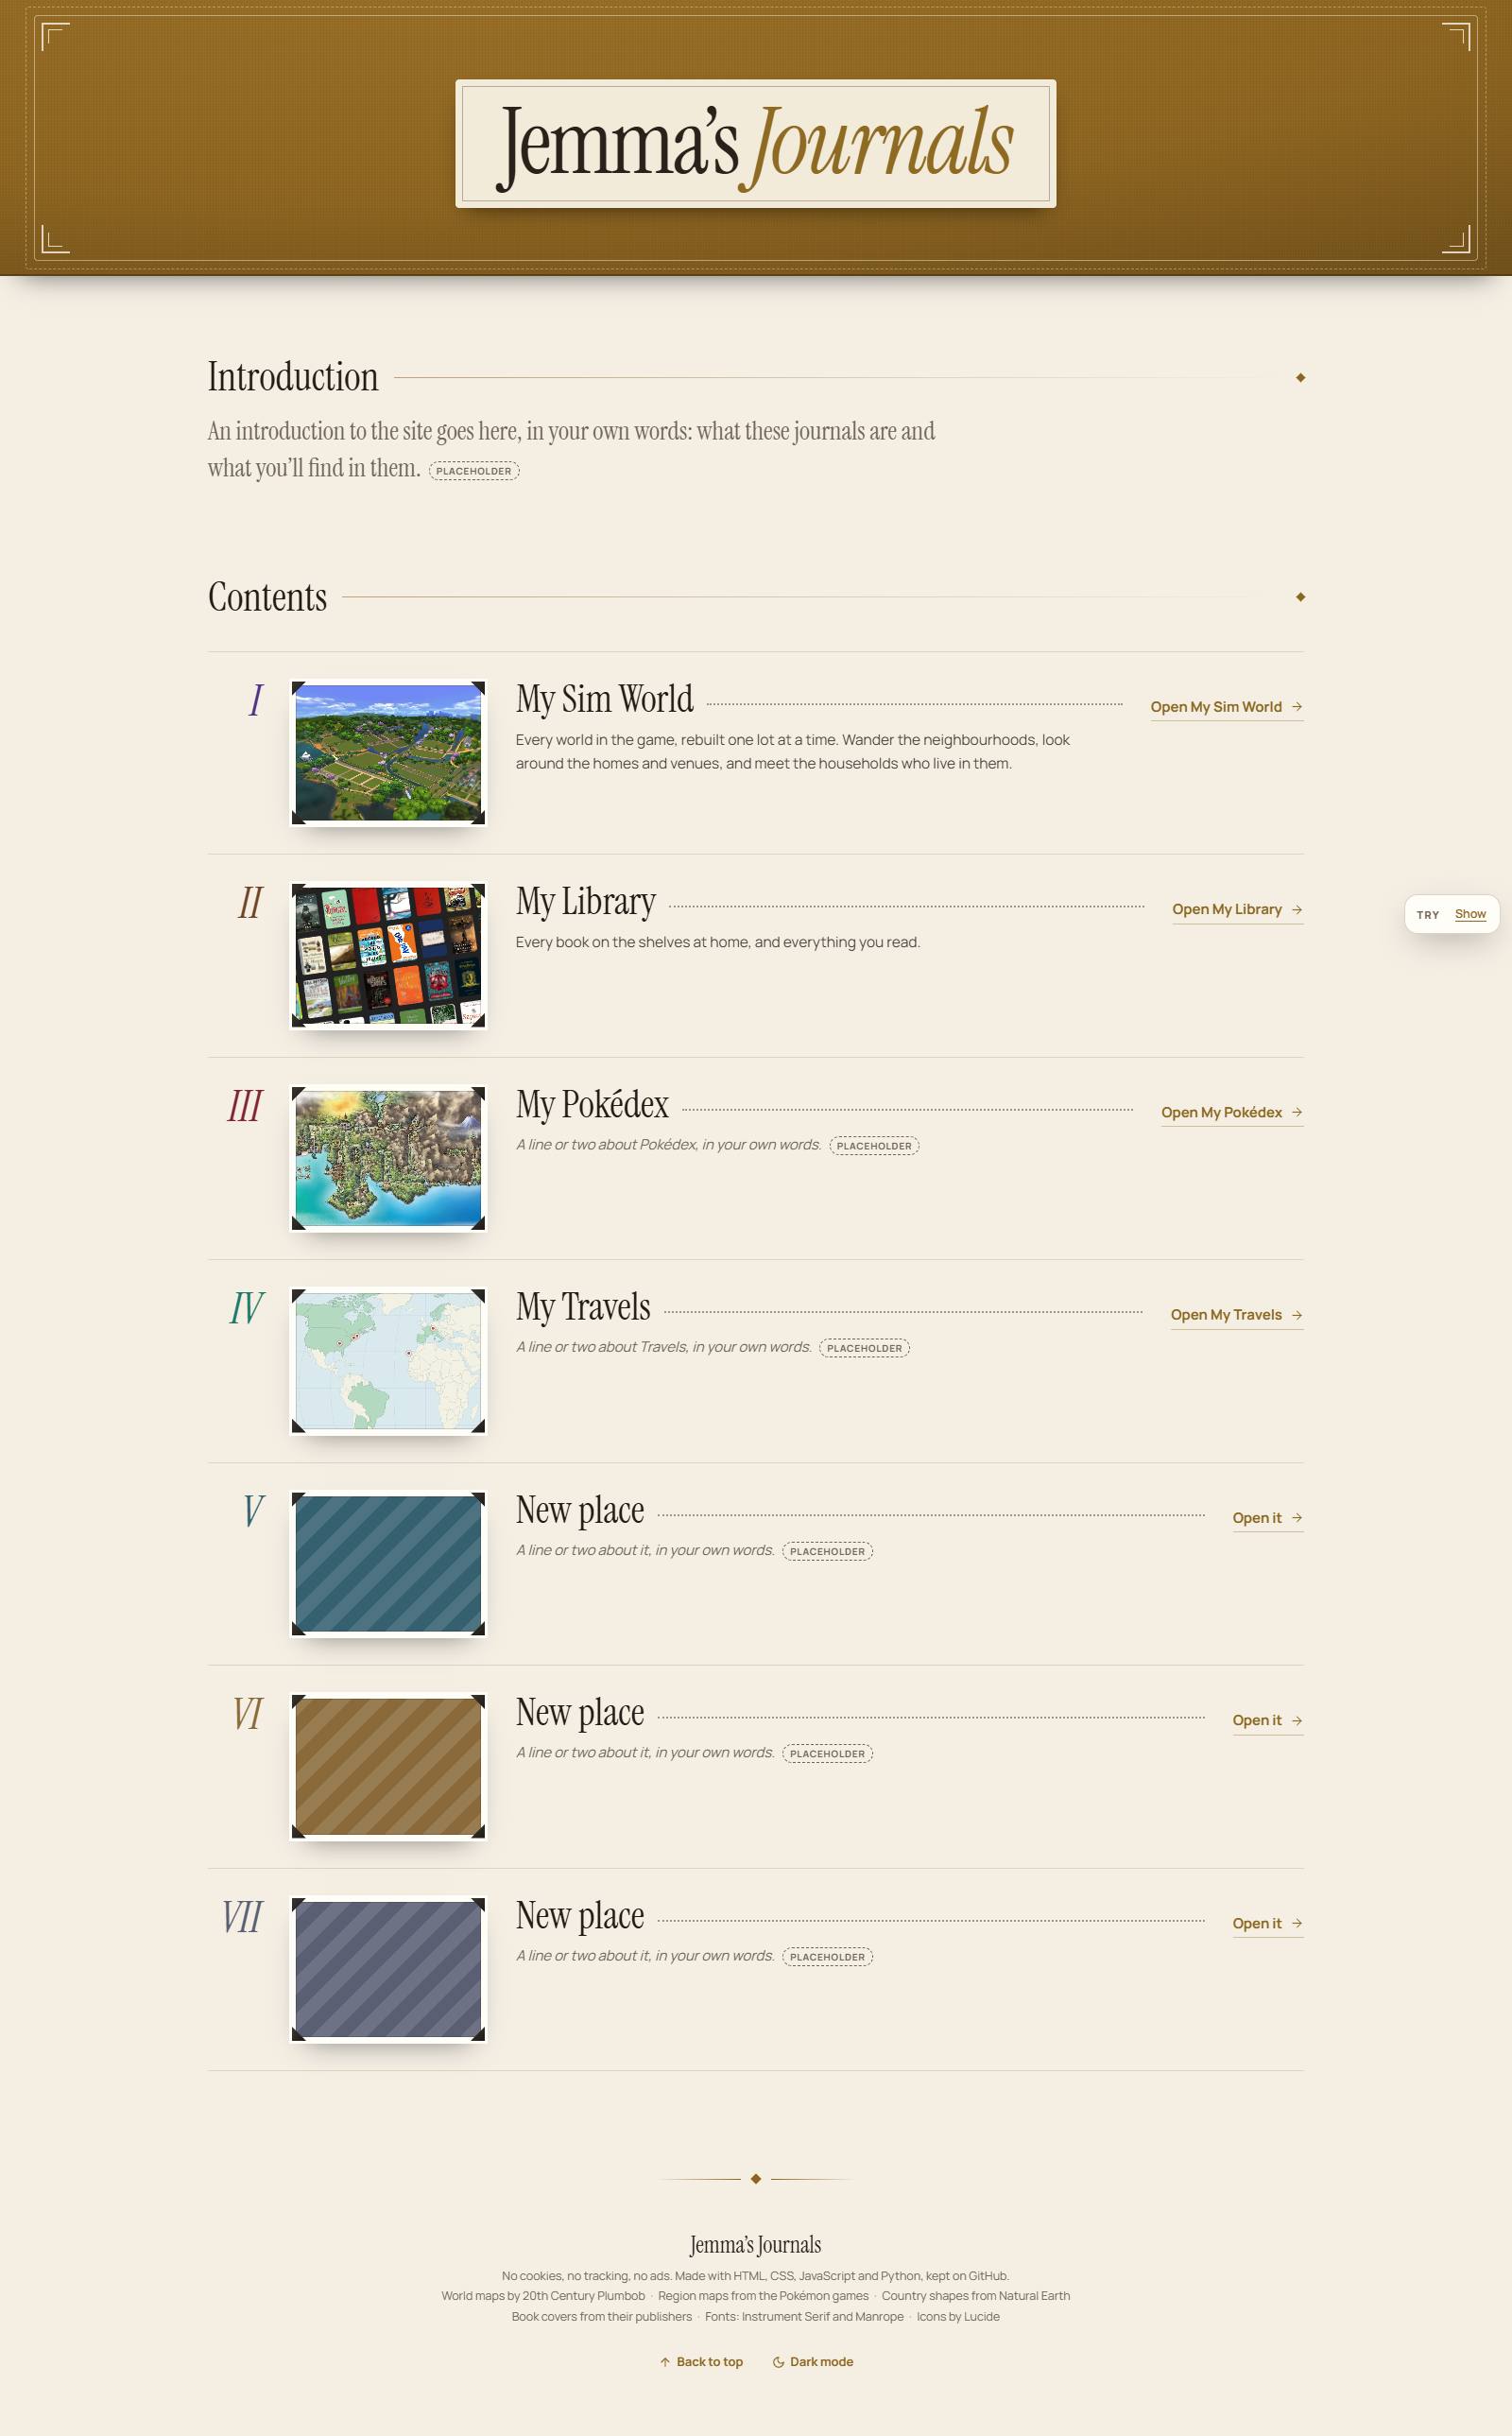 Jemma’s Journals
Introduction
An introduction to the site goes here, in your own words: what these journals are and
what you’ll find in them. PLACEHOLDER
Contents
I
My Sim World
Open My Sim World
Every world in the game, rebuilt one lot at a time. Wander the neighbourhoods, look
around the homes and venues, and meet the households who live in them.
II
My Library
Open My Library
Every book on the shelves at home, and everything you read.
TRY Show
III
My Pokédex
Open My Pokédex
A line or two about Pokédex, in your own words. PLACEHOLDER
IV
My Travels
Open My Travels
A line or two about Travels, in your own words. PLACEHOLDER
V
New place
Open it
A line or two about it, in your own words. PLACEHOLDER
VI
New place
Open it
A line or two about it, in your own words. PLACEHOLDER
VII
New place
Open it
A line or two about it, in your own words. PLACEHOLDER
Jemma’s Journals
No cookies, no tracking, no ads. Made with HTML, CSS, JavaScript and Python, kept on GitHub.
World maps by 20th Century Plumbob · Region maps from the Pokémon games · Country shapes from Natural Earth
Book covers from their publishers · Fonts: Instrument Serif and Manrope · Icons by Lucide
Back to top
Dark mode